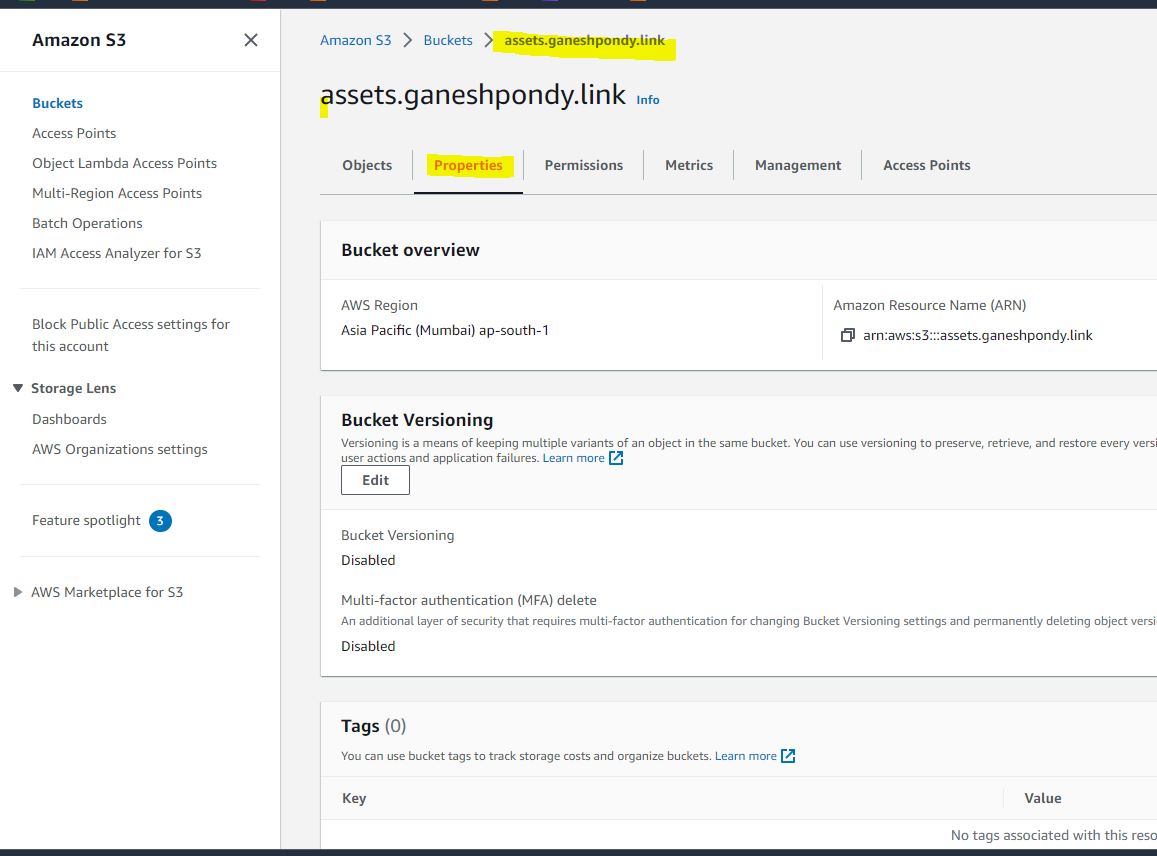 Amazon S3
Buckets
Access Points
Object Lambda Access Points
Multi-Region Access Points
Batch Operations
IAM Access Analyzer for S3
Block Public Access settings for
this account
Storage Lens
Dashboards
AWS Organizations settings
Feature spotlight 3
AWS Marketplace for S3
Amazon S3 Buckets assets.ganeshpondy.link
assets.ganeshpondy.link Info
Objects Properties Permissions Metrics Management Access Points
Bucket overview
AWS Region
Asia Pacific (Mumbai) ap-south-1
Amazon Resource Name (ARN)
arn:aws:s3:::assets.ganeshpondy.link
Bucket Versioning
Versioning is a means of keeping multiple variants of an object in the same bucket. You can use versioning to preserve, retrieve, and restore every versi
user actions and application failures. Learn more
Edit
Bucket Versioning
Disabled
Multi-factor authentication (MFA) delete
An additional layer of security that requires multi-factor authentication for changing Bucket Versioning settings and permanently deleting object versi
Disabled
Tags (0)
You can use bucket tags to track storage costs and organize buckets. Learn more
Key Value
No tags associated with this reso